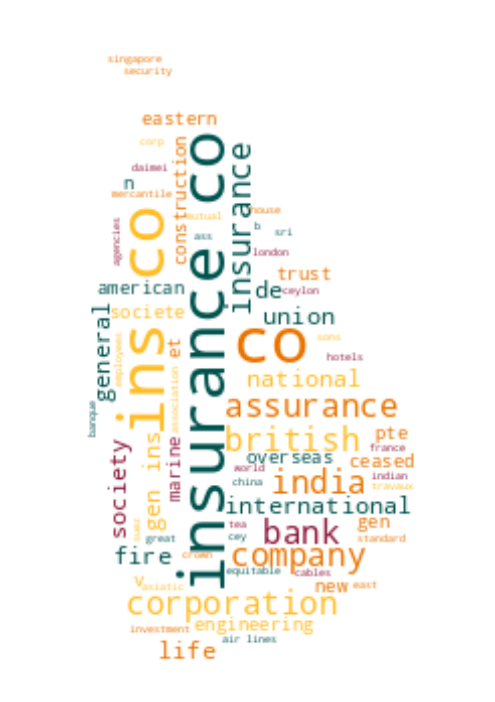 singapore
security
eastern
corp
construction
insurance co
insurance
daimei
n
mercantile
ins co
mutual
house
b
sri
ass
agencies
london
trust
american
de
ceylon
societe
union
general
employees
et
co
sons
hotels
association
national
assurance
banque
british
pte
france
society
gen ins
marine
overseas
ceased
world
india
indian
china
travaux
international
suez
tea
bank
gen
great
cey
standard
fire
crown
company
equitable
cables
v
asiatic
new
east
corporation
investment
engineering
air lines
life